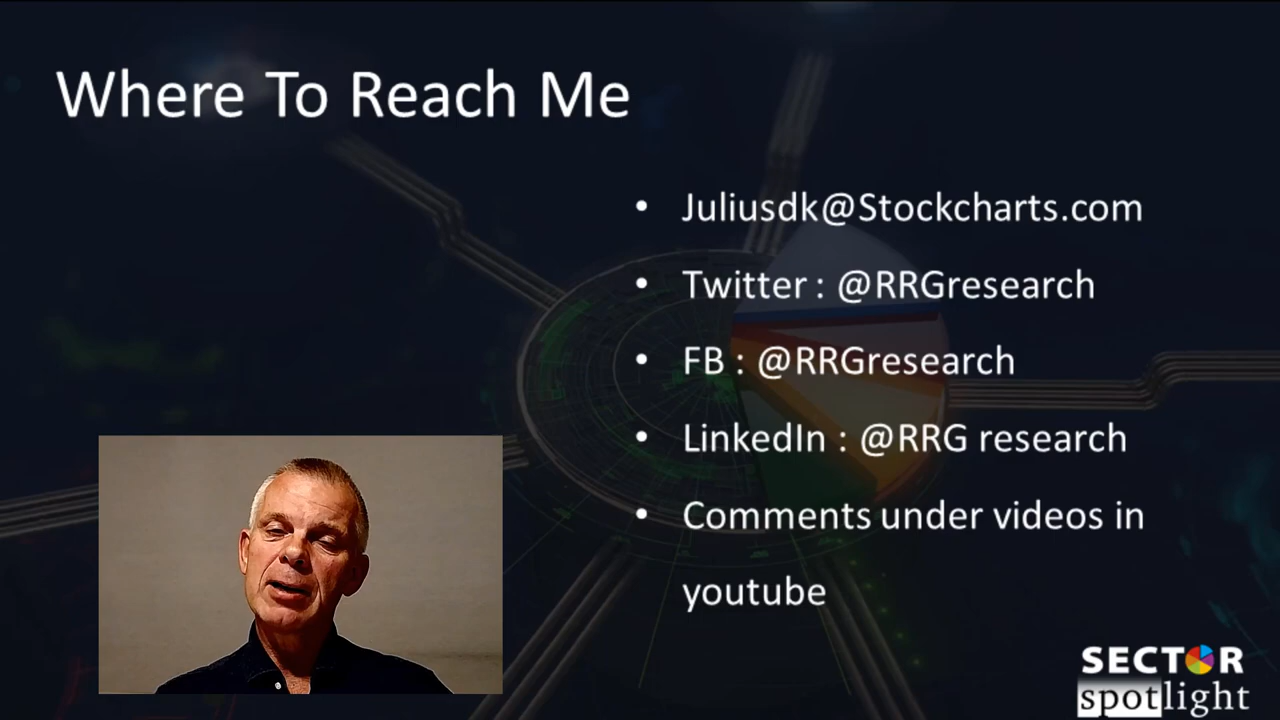 Where To Reach Me
• Juliusdk@Stockcharts.com
• Twitter : @RRGresearch
• FB : @RRGresearch
• LinkedIn : @RRG research
• Comments under videos in
youtube
SECTOR
spotlight